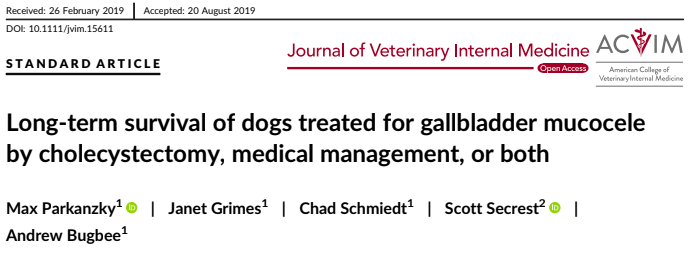 Received: 26 February 2019 | Accepted: 20 August 2019
DOI: 10.1111/jvim.15611
STANDARD ARTICLE
Journal of Veterinary Internal Medicine
Open Access
ACVIM
American College of
Veterinary Internal Medicine
Long-term survival of dogs treated for gallbladder mucocele
by cholecystectomy, medical management, or both
Max Parkanzky1 iD | Janet Grimes1 | Chad Schmiedt1 | Scott Secrest2 iD |
Andrew Bugbee1